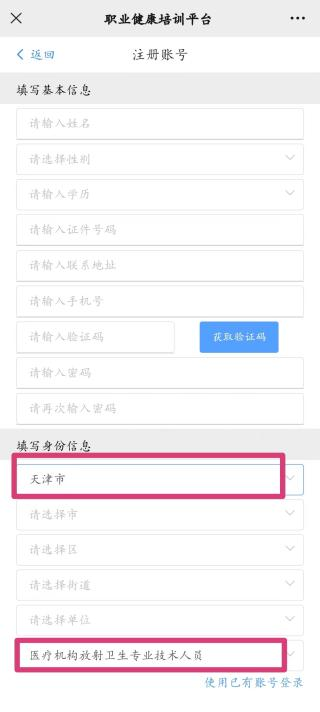 职业健康培训平台
返回
注册账号
填写基本信息
请输入姓名
请选择性别
请输入学历
请输入证件号码
请输入联系地址
请输入手机号
请输入验证码
获取验证码
请输入密码
请再次输入密码
填写身份信息
天津市
请选择市
请选择区
请选择街道
请选择单位
医疗机构放射卫生专业技术人员
使用已有账号登录